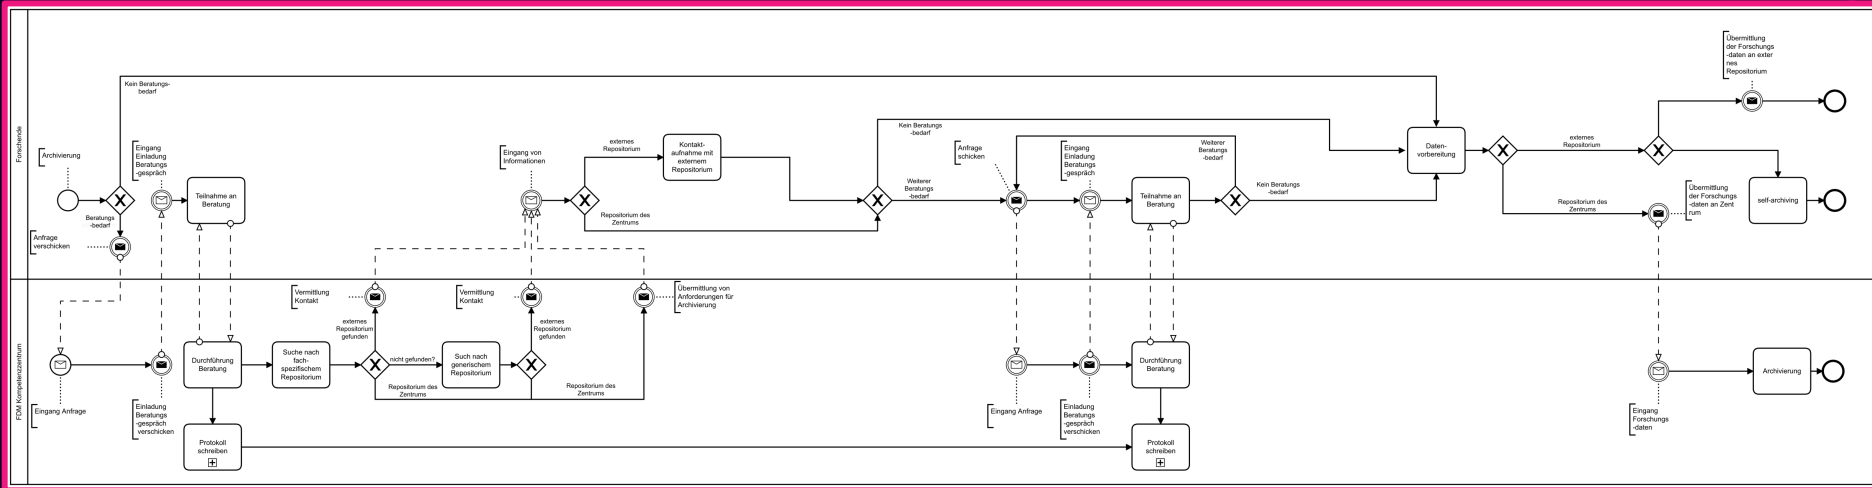 Forschende
Archivierung
Kein Beratungs-
bedarf
Beratungs
-bedarf
Anfrage
verschicken
Eingang
Einladung
Beratungs
-gespräch
Teilnahme an
Beratung
Eingang von
Informationen
externes
Repositorium
Repositorium des
Zentrums
Kontakt-
aufnahme mit
externem
Repositorium
Kein Beratungs
-bedarf
Weiterer
Beratungs
-bedarf
Anfrage
schicken
Eingang
Einladung
Beratungs
-gespräch
Teilnahme an
Beratung
Weiterer
Beratungs
-bedarf
Kein Beratungs
-bedarf
Daten-
vorbereitung
externes
Repositorium
Repositorium des
Zentrums
Übermittlung
der Forschungs
-daten an exter
nes
Repositorium
Übermittlung
der Forschungs
-daten an Zent
rum
self-archiving
FDM Kompetenzzentrum
Eingang Anfrage
Einladung
Beratungs
-gespräch
verschicken
Durchführung
Beratung
Protokoll
schreiben
Suche nach
fach-
spezifischem
Repositorium
Vermittlung
Kontakt
externes
Repositorium
gefunden
nicht gefunden?
Repositorium des
Zentrums
Such nach
generischem
Repositorium
Vermittlung
Kontakt
externes
Repositorium
gefunden
Repositorium des
Zentrums
Übermittlung von
Anforderungen für
Archivierung
Eingang Anfrage
Einladung
Beratungs
-gespräch
verschicken
Durchführung
Beratung
Protokoll
schreiben
Eingang
Forschungs
-daten
Archivierung